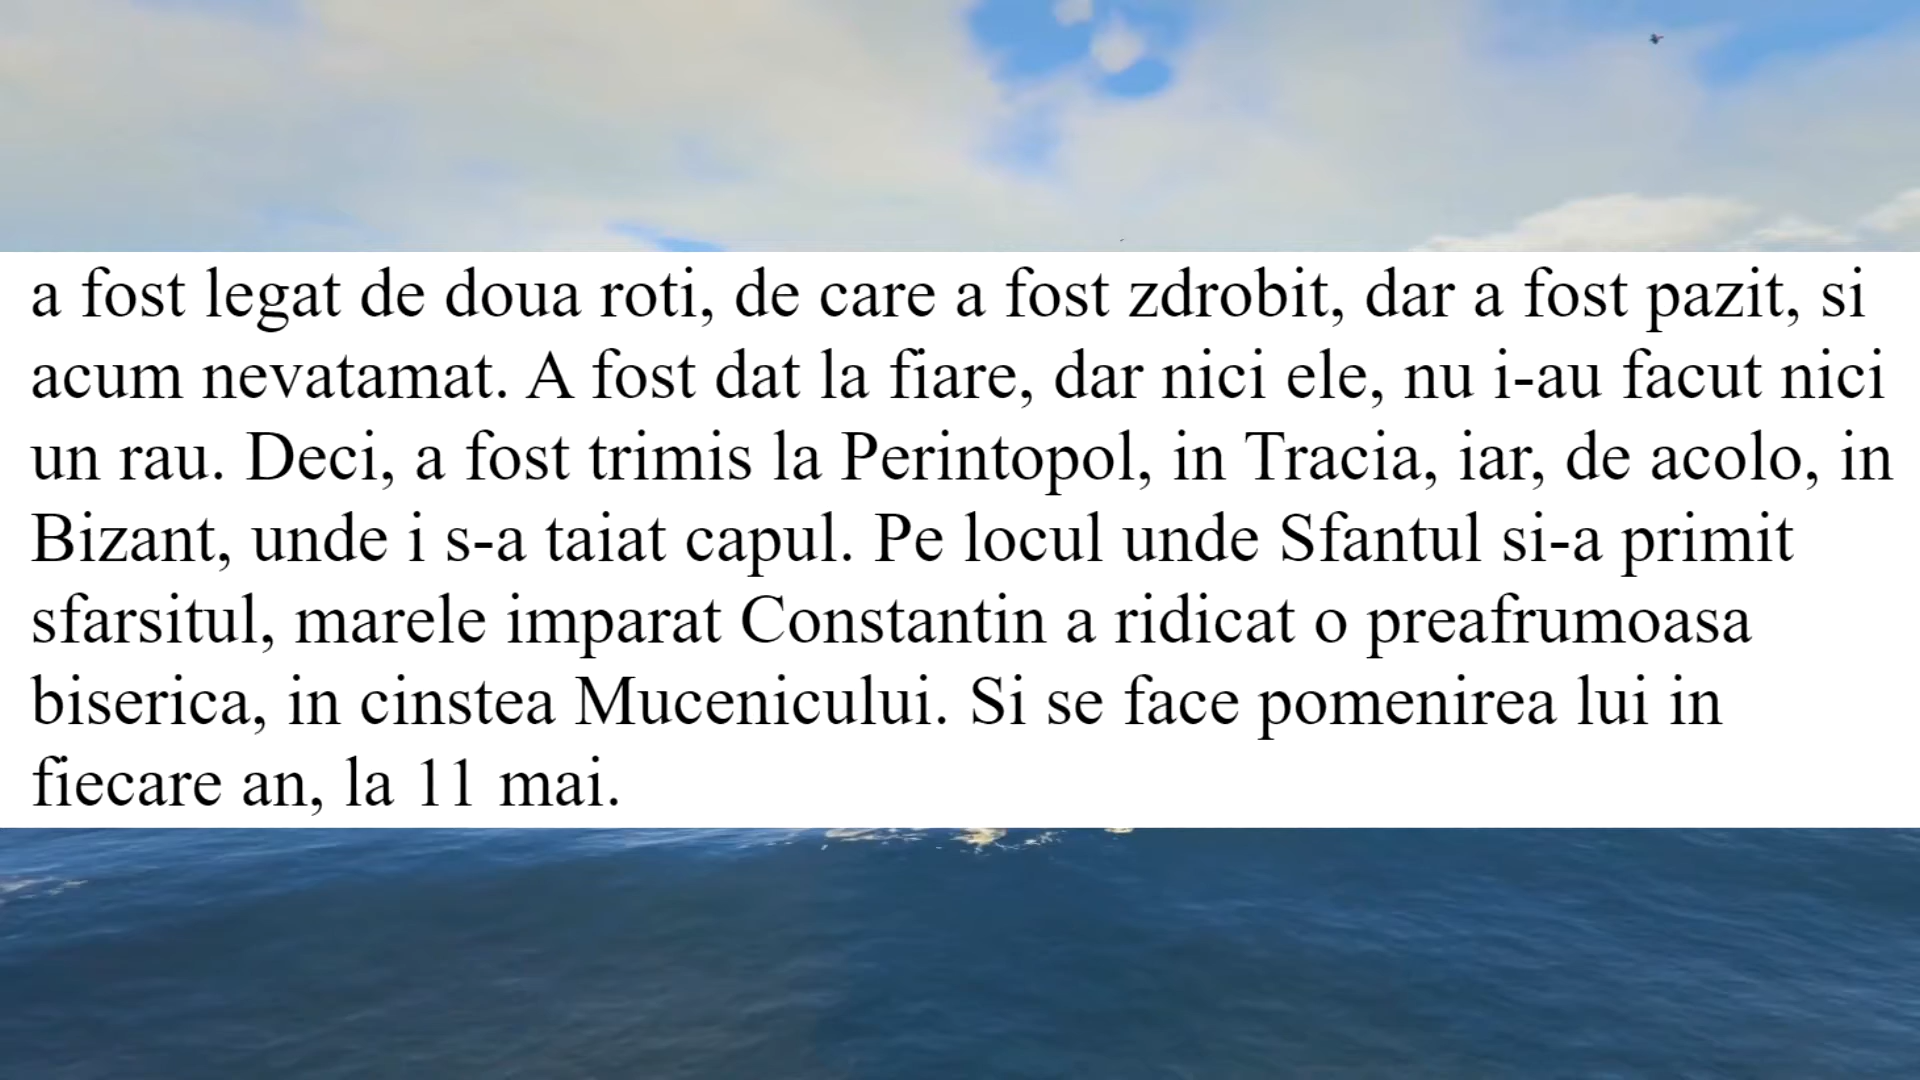 a fost legat de doua roti, de care a fost zdrobit, dar a fost pazit, si
acum nevatamat. A fost dat la fiare, dar nici ele, nu i-au facut nici
un rau. Deci, a fost trimis la Perintopol, in Tracia, iar, de acolo, in
Bizant, unde i s-a taiat capul. Pe locul unde Sfantul si-a primit
sfarsitul, marele imparat Constantin a ridicat o preafrumoasa
biserica, in cinstea Mucenicului. Si se face pomenirea lui in
fiecare an, la 11 mai.